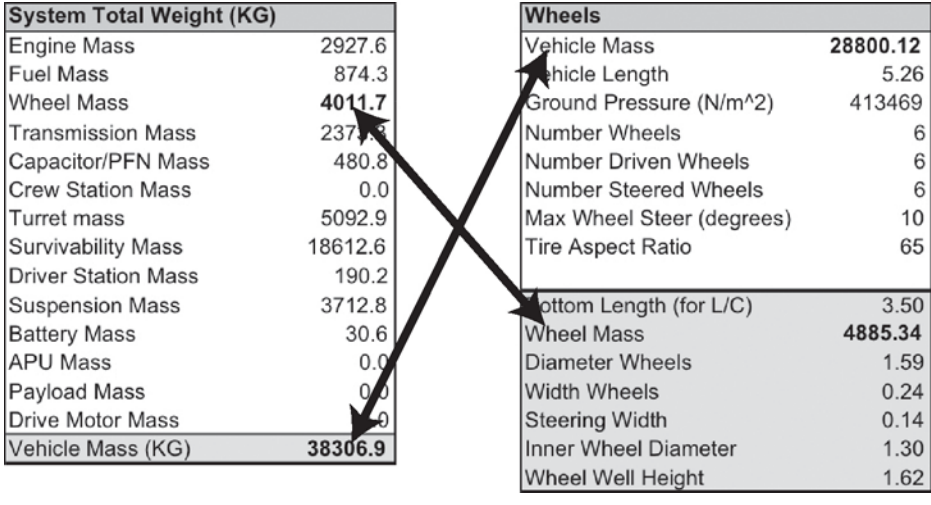 System Total Weight (KG)
Engine Mass 2927.6
Fuel Mass 874.3
Wheel Mass 4011.7
Transmission Mass
Capacitor/PFN Mass 480.8
Crew Station Mass 0.0
Turret mass 5092.9
Survivability Mass 18612.6
Driver Station Mass 190.2
Suspension Mass 3712.8
Battery Mass 30.6
APU Mass 0.0
Payload Mass 0.0
Drive Motor Mass
Vehicle Mass (KG) 38306.9
Wheels
Vehicle Mass 28800.12
Vehicle Length 5.26
Ground Pressure (N/m^2) 413469
Number Wheels 6
Number Driven Wheels 6
Number Steered Wheels 6
Max Wheel Steer (degrees) 10
Tire Aspect Ratio 65
Bottom Length (for L/C) 3.50
Wheel Mass 4885.34
Diameter Wheels 1.59
Width Wheels 0.24
Steering Width 0.14
Inner Wheel Diameter 1.30
Wheel Well Height 1.62